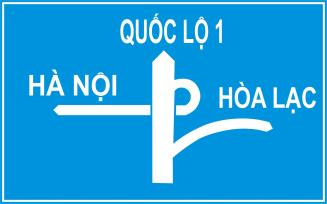 QUỐC LỘ 1
HÀ NỘI
HÒA LẠC